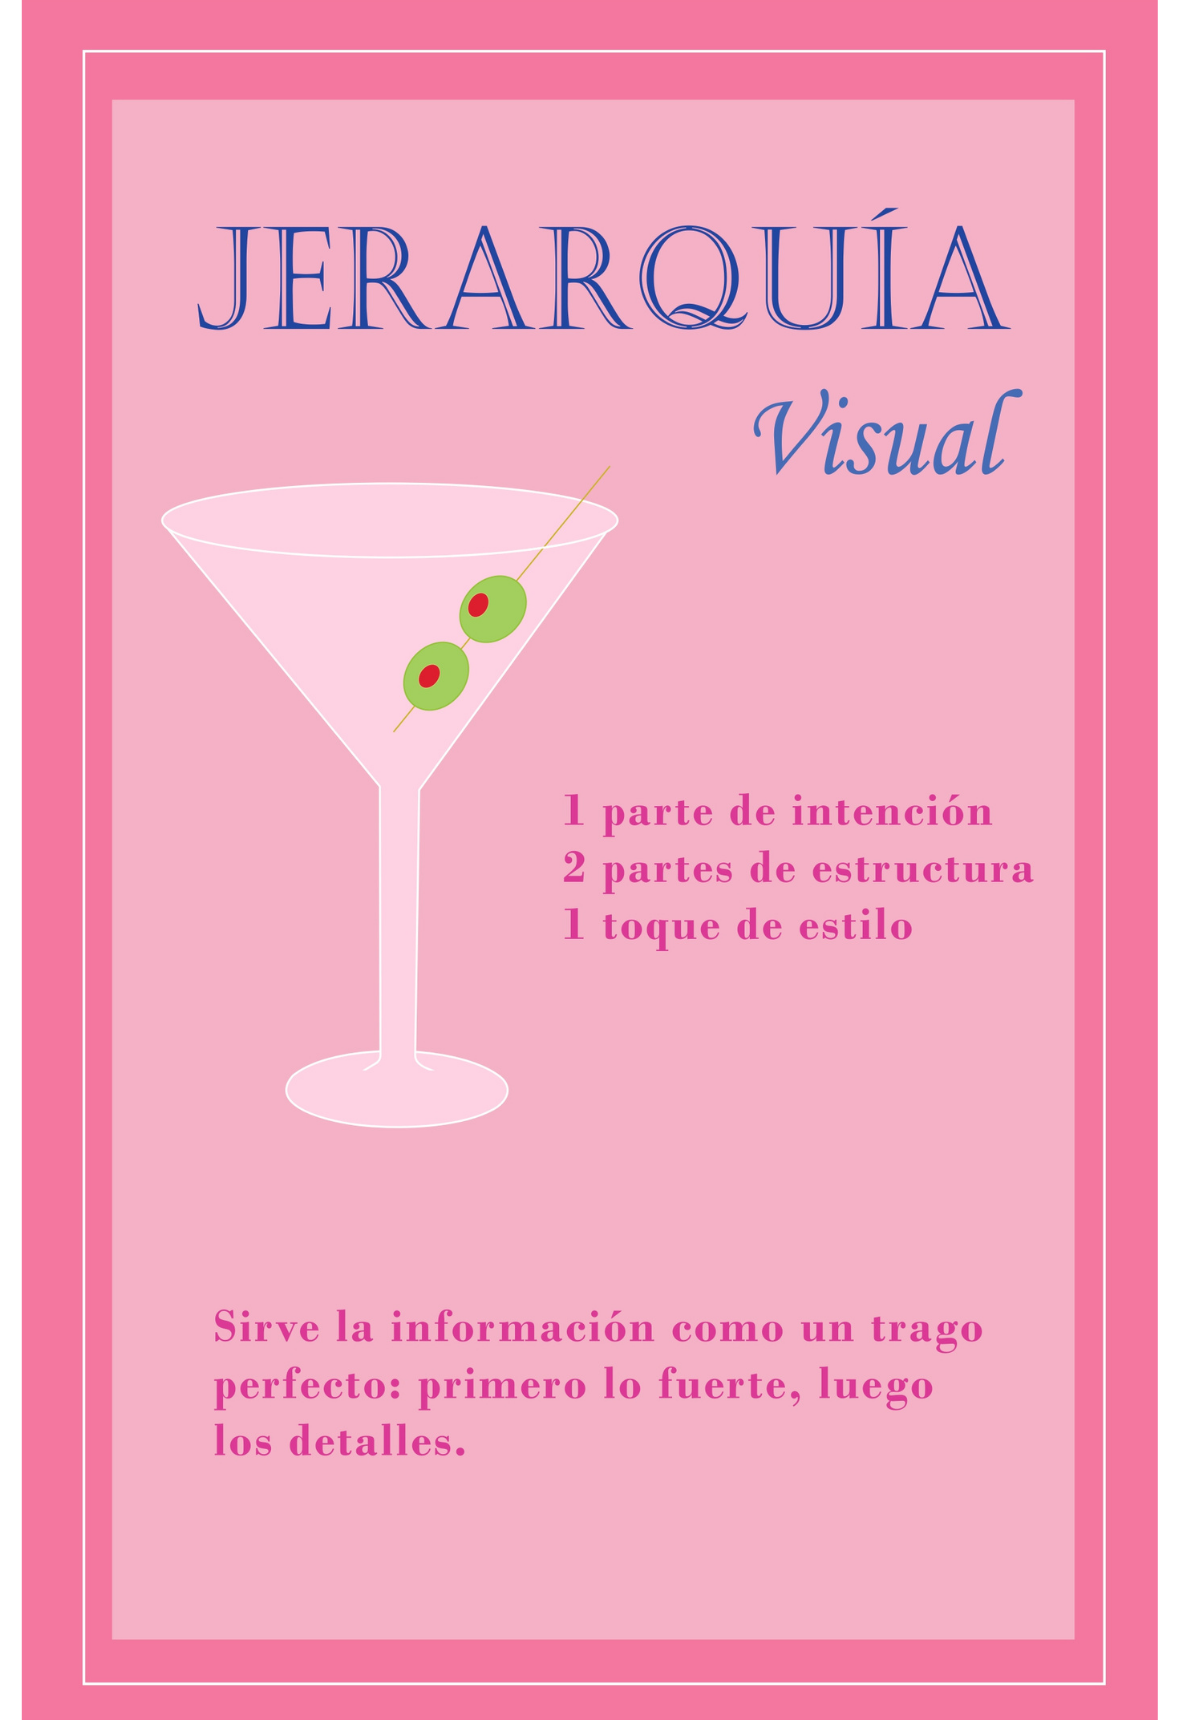 JERARQUÍA
Visual
1 parte de intención
2 partes de estructura
1 toque de estilo
Sirve la información como un trago
perfecto: primero lo fuerte, luego
los detalles.